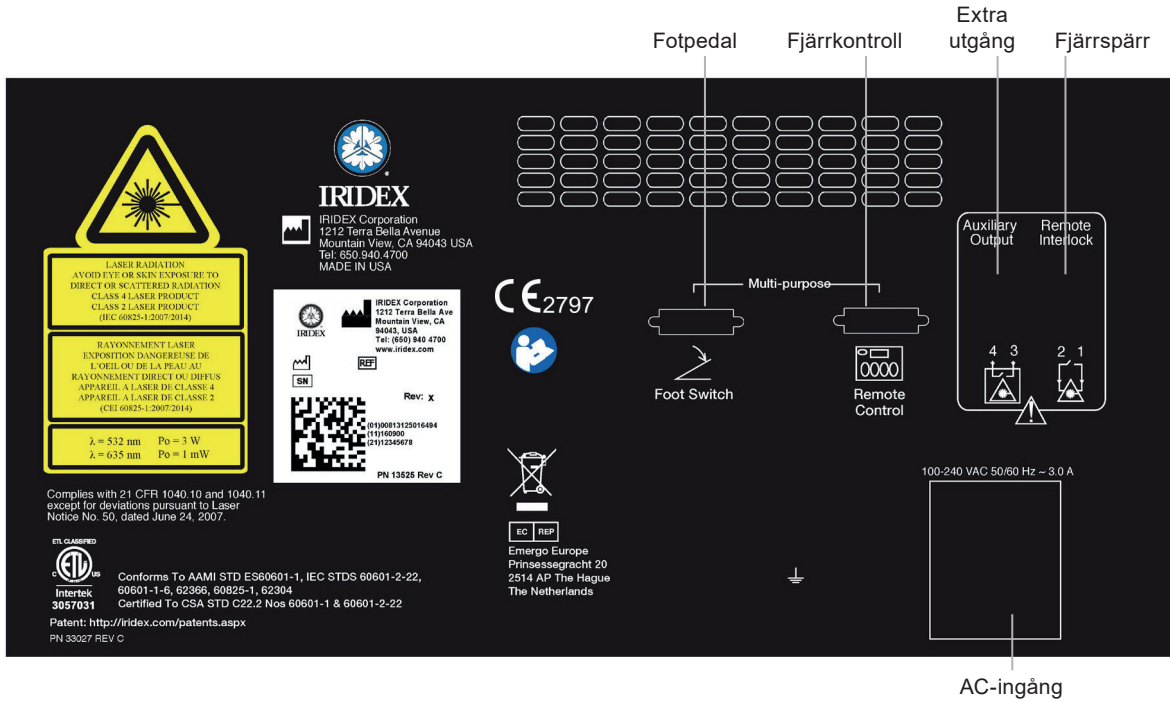 Fotpedal
Fjärrkontroll
Extra
utgång
Fjärrspärr
LASER RADIATION
AVOID EYE OR SKIN EXPOSURE TO
DIRECT OR SCATTERED RADIATION
CLASS 4 LASER PRODUCT
CLASS 2 LASER PRODUCT
(IEC 60825-1:2007/2014)
RAYONNEMENT LASER
EXPOSITION DANGEREUSE DE
L'OEIL OU DE LA PEAU AU
RAYONNEMENT DIRECT OU DIFFUS
APPAREIL A LASER DE CLASSE 4
APPAREIL A LASER DE CLASSE 2
(CEI 60825-1:2007/2014)
λ = 532 nm Po = 3 W
λ = 635 nm Po = 1 mW
Complies with 21 CFR 1040.10 and 1040.11
except for deviations pursuant to Laser
Notice No. 50, dated June 24, 2007.
ETL CLASSIFIED
C ETL US
Intertek
3057031
Conforms To AAMI STD ES60601-1, IEC STDS 60601-2-22,
60601-1-6, 62366, 60825-1, 62304
Certified To CSA STD C22.2 Nos 60601-1 & 60601-2-22
Patent: http://iridex.com/patents.aspx
PN 33027 REV C
IRIDEX
IRIDEX Corporation
1212 Terra Bella Avenue
Mountain View, CA 94043 USA
Tel: 650.940.4700
MADE IN USA
IRIDEX
IRIDEX Corporation
1212 Terra Bella Ave
Mountain View, CA
94043, USA
Tel: (650) 940 4700
www.iridex.com
REF
SN
Rev: X
(01)00813125016494
(11)160900
(21)12345678
PN 13525 Rev C
CE 2797
EC REP
Emergo Europe
Prinsessegracht 20
2514 AP The Hague
The Netherlands
Multi-purpose
Foot Switch
0000
Remote
Control
Auxiliary
Output
Remote
Interlock
4 3
2 1
100-240 VAC 50/60 Hz ~ 3.0 A
AC-ingång